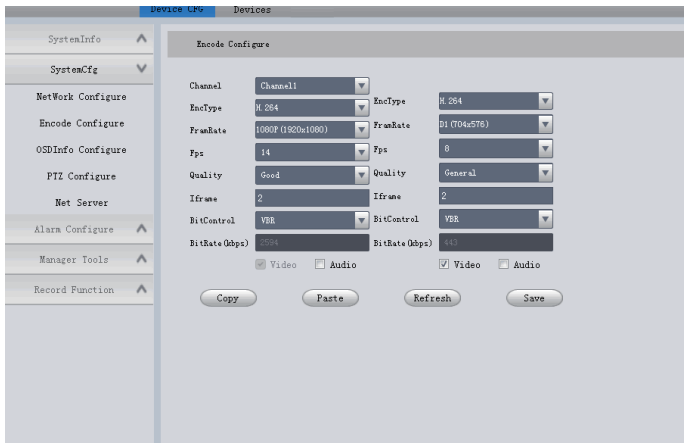 Device CFG Devices
SystemInfo
SystemCfg
NetWork Configure
Encode Configure
OSDInfo Configure
PTZ Configure
Net Server
Alarm Configure
Manager Tools
Record Function
Encode Configure
Channel Channel1
EncType H.264 EncType H.264
FramRate 1080P(1920x1080) FramRate D1(704x576)
Fps 14 Fps 8
Quality Good Quality General
Iframe 2 Iframe 2
BitControl VBR BitControl VBR
BitRate(kbps) 2594 BitRate(kbps) 443
Video Audio Video Audio
Copy Paste Refresh Save